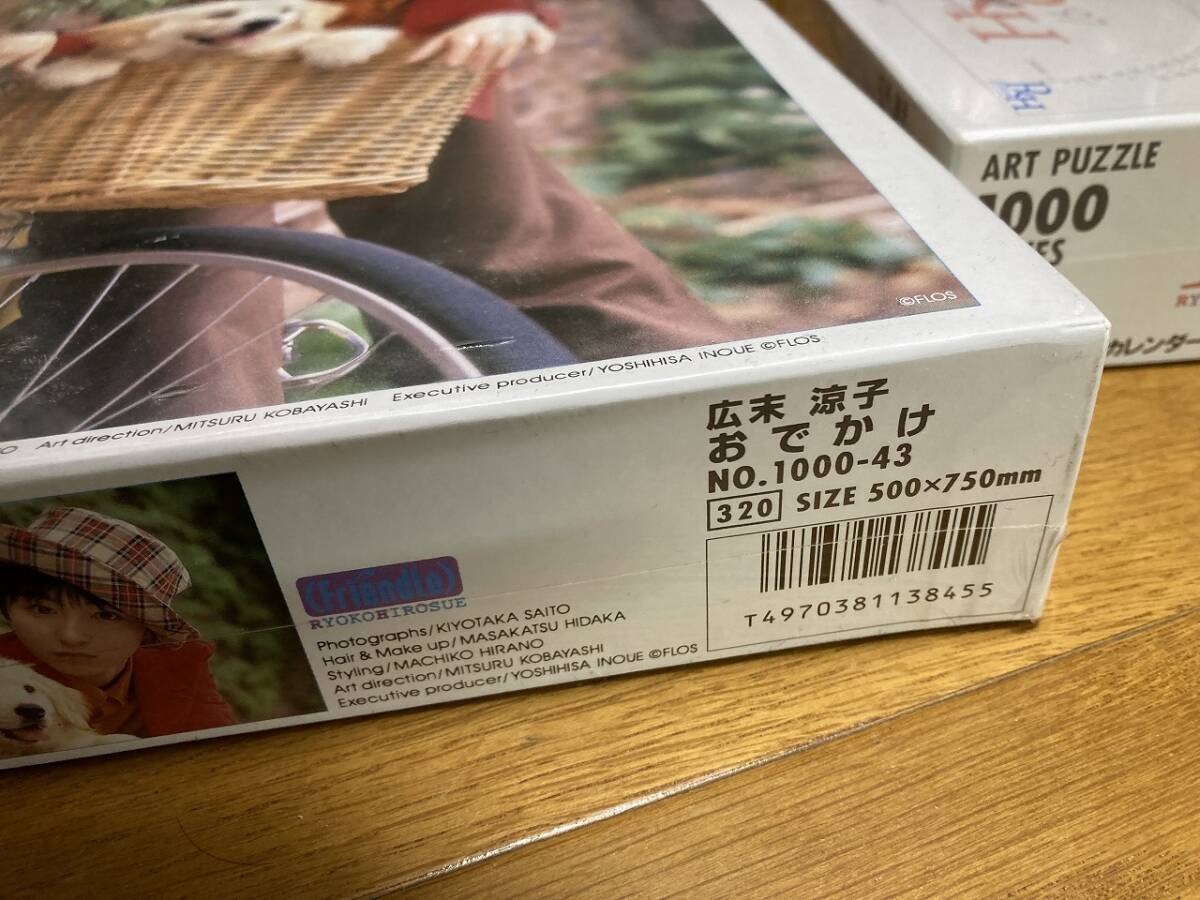 R&H
ART PUZZLE
1000
©FLOS
カレンダー
Art direction/MITSURU KOBAYASHI Executive producer/YOSHIHISA INOUE ©FLOS
広末 涼子
おでかけ
NO.1000-43
320 SIZE 500×750mm
T4970381138455
(Friendle)
RYOKOHIROSUE
Photographs/KIYOTAKA SAITO
Hair & Make up/MASAKATSU HIDAKA
Styling/MACHIKO HIRANO
Art direction/MITSURU KOBAYASHI
Executive producer/YOSHIHISA INOUE ©FLOS